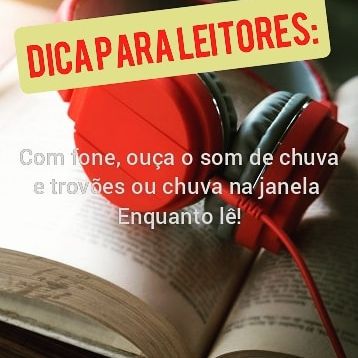 DICA PARA LEITORES:
Com fone, ouça o som de chuva
e trovões ou chuva na janela
Enquanto lê!